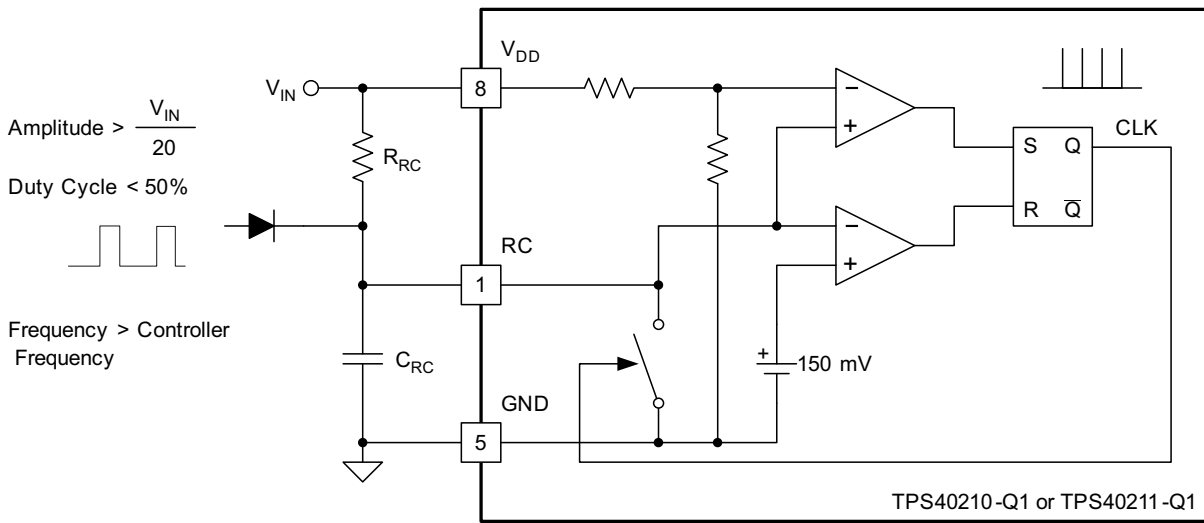 V_DD
V_IN
8
Amplitude > V_IN
20
Duty Cycle < 50%
R_RC
− 
+
S Q
R Q̅
CLK
RC
1
−
+
Frequency > Controller
Frequency
C_RC
+
150 mV
GND
5
TPS40210-Q1 or TPS40211-Q1